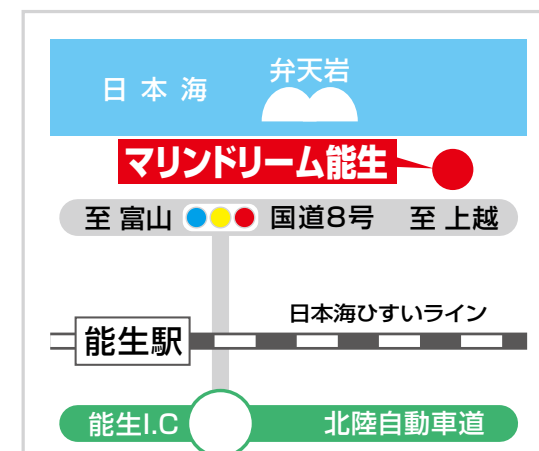 日本海
弁天岩
マリンドリーム能生
至 富山
国道8号
至 上越
日本海ひすいライン
能生駅
能生I.C
北陸自動車道